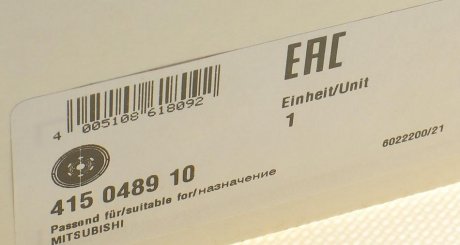 EAC
4 005108 618092
Einheit/Unit
1
415 0489 10
6022200/21
Passend für/suitable for/назначение
MITSUBISHI